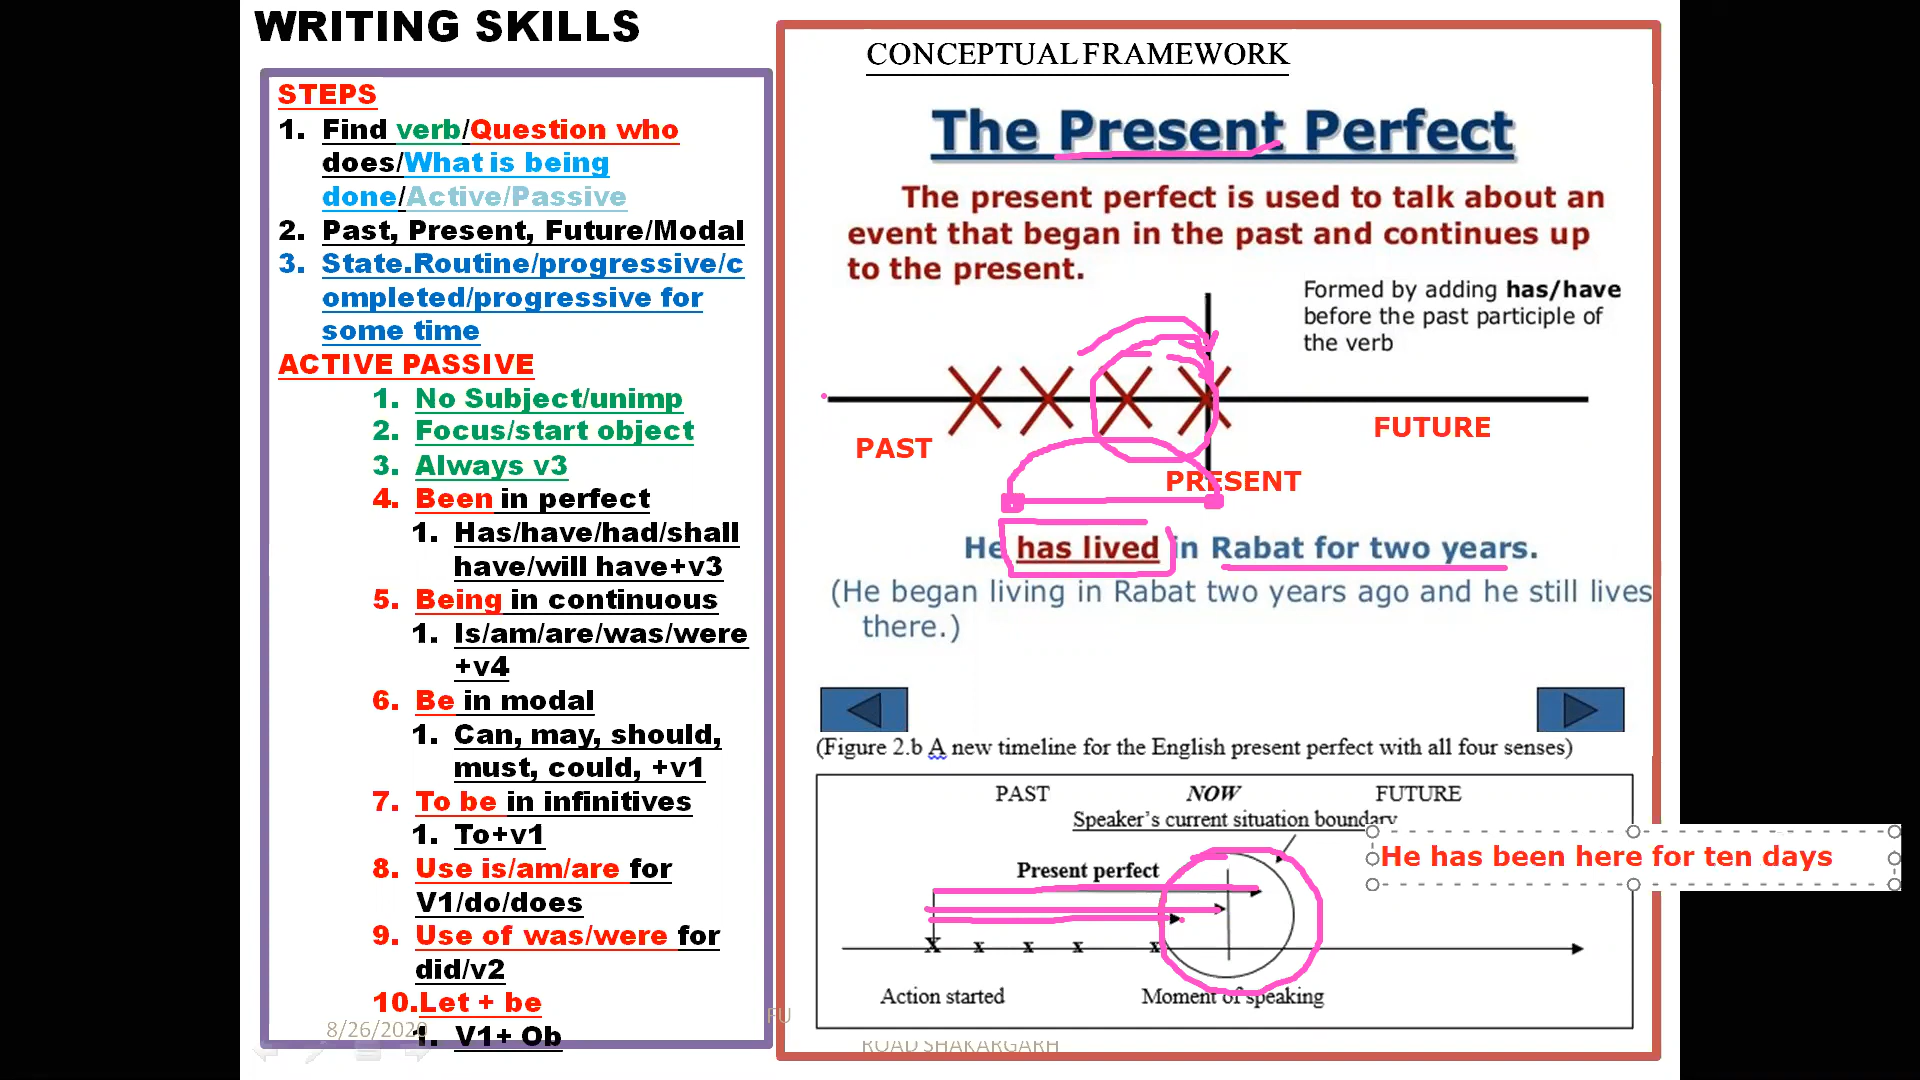 WRITING SKILLS
STEPS
1. Find verb/Question who
does/What is being
done/Active/Passive
2. Past, Present, Future/Modal
3. State.Routine/progressive/c
ompleted/progressive for
some time
ACTIVE PASSIVE
1. No Subject/unimp
2. Focus/start object
3. Always v3
4. Been in perfect
1. Has/have/had/shall
have/will have+v3
5. Being in continuous
1. Is/am/are/was/were
+v4
6. Be in modal
1. Can, may, should,
must, could, +v1
7. To be in infinitives
1. To+v1
8. Use is/am/are for
V1/do/does
9. Use of was/were for
did/v2
10.Let + be
1. V1+ Ob
8/26/2020
CONCEPTUAL FRAMEWORK
The Present Perfect
The present perfect is used to talk about an
event that began in the past and continues up
to the present.
Formed by adding has/have
before the past participle of
the verb
PAST
FUTURE
PRESENT
He has lived in Rabat for two years.
(He began living in Rabat two years ago and he still lives
there.)
(Figure 2.b A new timeline for the English present perfect with all four senses)
PAST NOW FUTURE
Speaker's current situation boundary
He has been here for ten days
Present perfect
X x x x x
Action started Moment of speaking
FU
ROAD SHAKARGARH